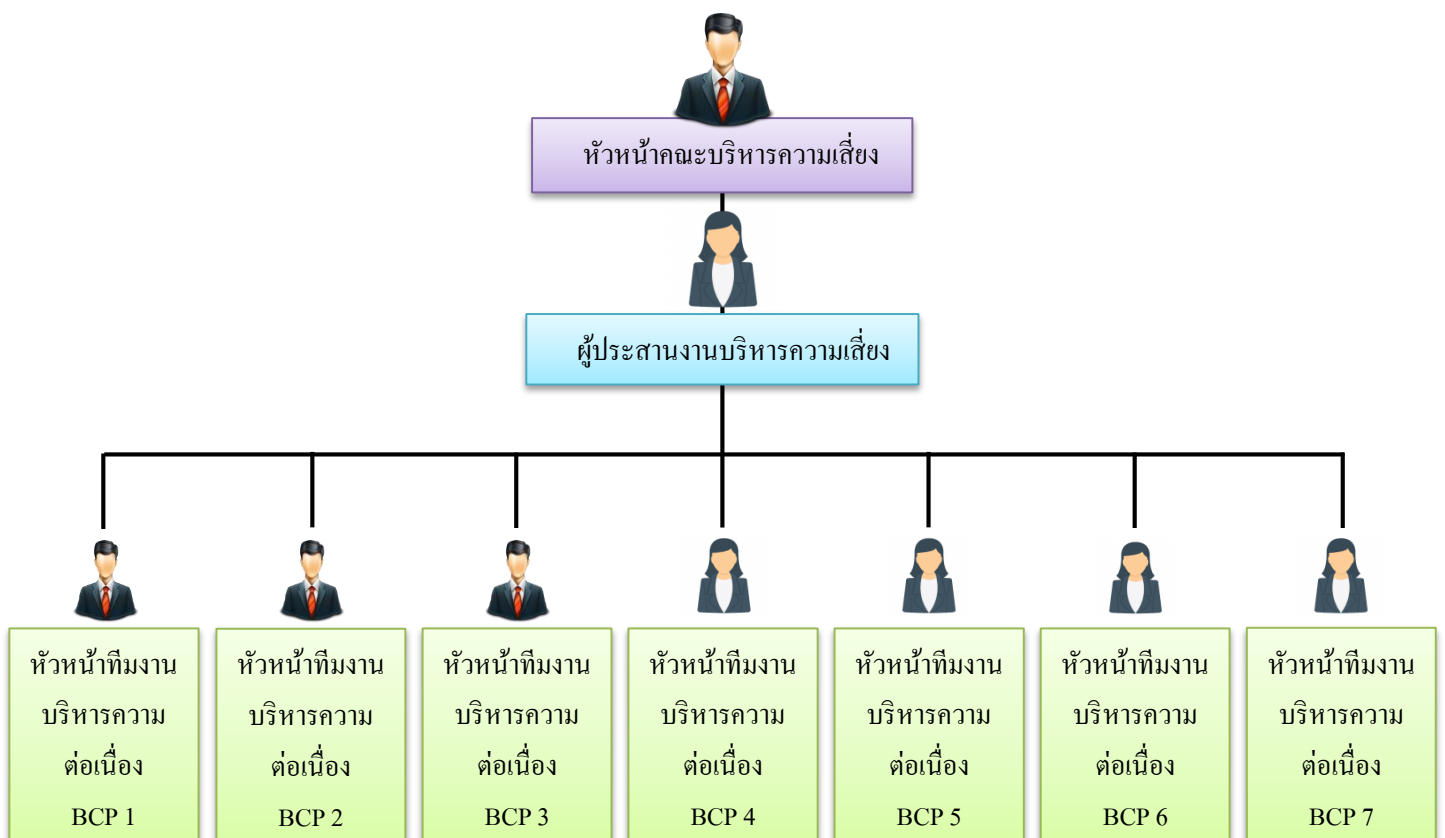 หัวหน้าคณะบริหารความเสี่ยง
ผู้ประสานงานบริหารความเสี่ยง
หัวหน้าทีมงาน
บริหารความ
ต่อเนื่อง
BCP 1
หัวหน้าทีมงาน
บริหารความ
ต่อเนื่อง
BCP 2
หัวหน้าทีมงาน
บริหารความ
ต่อเนื่อง
BCP 3
หัวหน้าทีมงาน
บริหารความ
ต่อเนื่อง
BCP 4
หัวหน้าทีมงาน
บริหารความ
ต่อเนื่อง
BCP 5
หัวหน้าทีมงาน
บริหารความ
ต่อเนื่อง
BCP 6
หัวหน้าทีมงาน
บริหารความ
ต่อเนื่อง
BCP 7